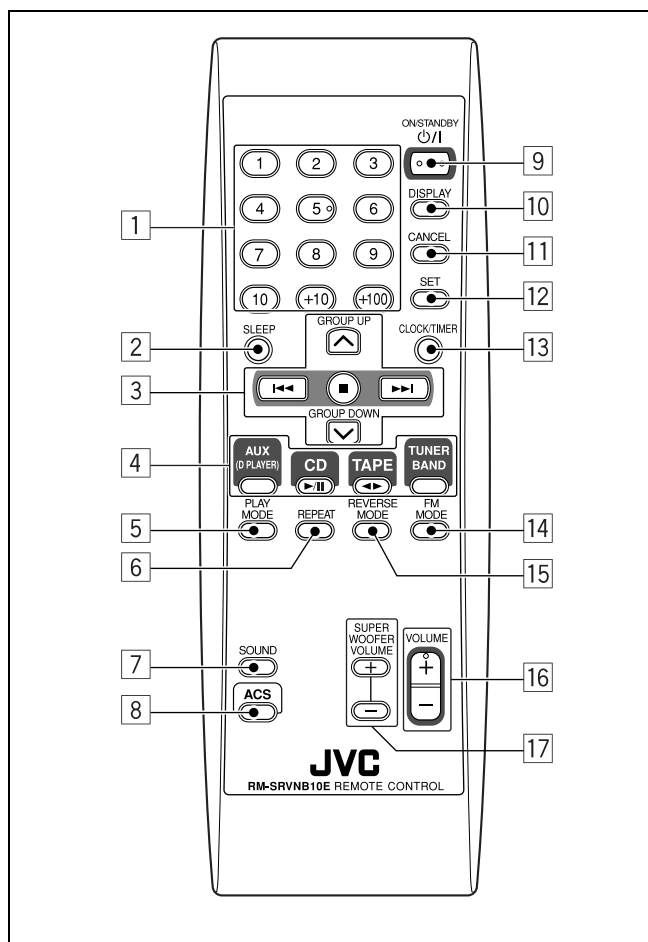 ON/STANDBY
⏻/I
1 2 3
9
DISPLAY
10
4 5 6
1
CANCEL
11
7 8 9
SET
12
10 +10 +100
SLEEP
GROUP UP
CLOCK/TIMER
2
13
3
GROUP DOWN
4
AUX
(D PLAYER)
CD
TAPE
TUNER
BAND
PLAY
MODE
REPEAT
REVERSE
MODE
FM
MODE
5
14
6
15
SUPER
WOOFER
VOLUME
VOLUME
SOUND
7
+
+
16
ACS
8
–
–
17
JVC
RM-SRVNB10E REMOTE CONTROL